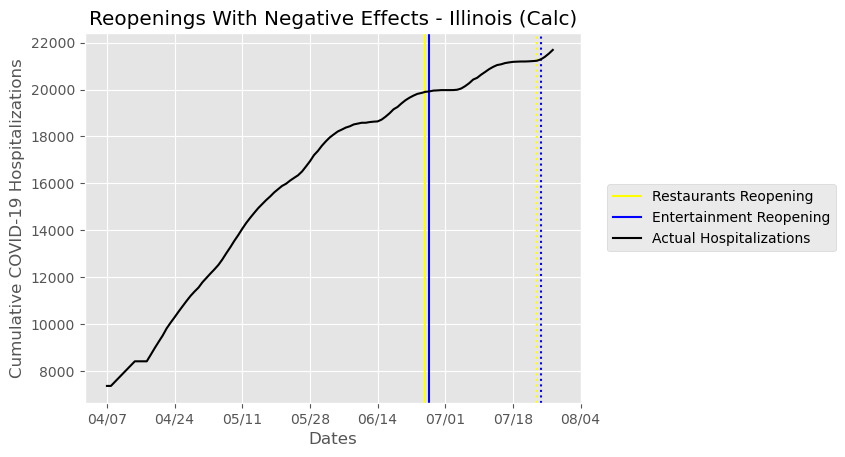 Reopenings With Negative Effects - Illinois (Calc)
Cumulative COVID-19 Hospitalizations
22000
20000
18000
16000
14000
12000
10000
8000
04/07 04/24 05/11 05/28 06/14 07/01 07/18 08/04
Dates
Restaurants Reopening
Entertainment Reopening
Actual Hospitalizations